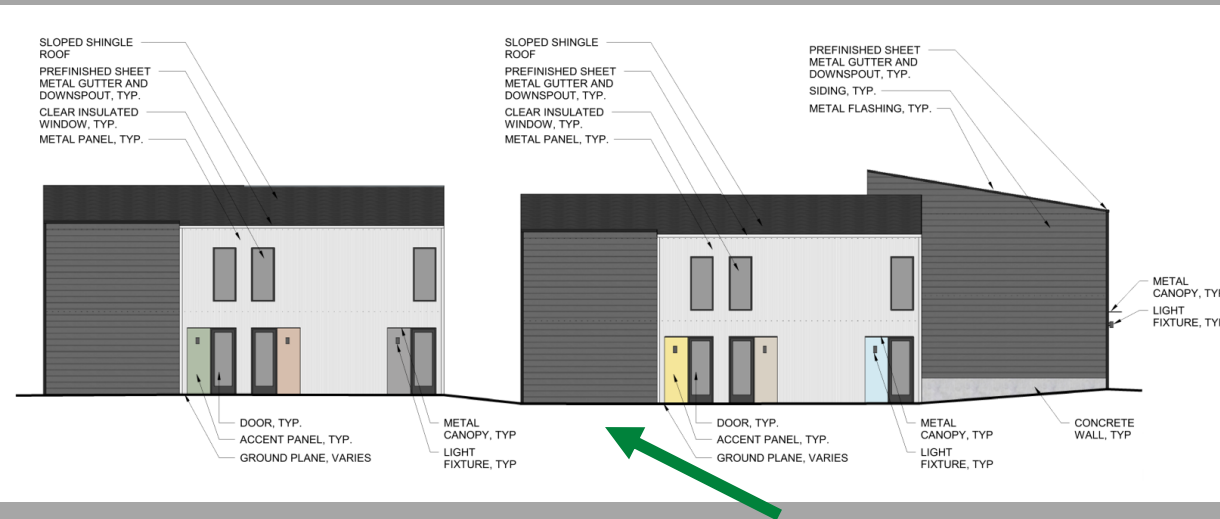 SLOPED SHINGLE
ROOF
PREFINISHED SHEET
METAL GUTTER AND
DOWNSPOUT, TYP.
CLEAR INSULATED
WINDOW, TYP.
METAL PANEL, TYP.
SLOPED SHINGLE
ROOF
PREFINISHED SHEET
METAL GUTTER AND
DOWNSPOUT, TYP.
CLEAR INSULATED
WINDOW, TYP.
METAL PANEL, TYP.
PREFINISHED SHEET
METAL GUTTER AND
DOWNSPOUT, TYP.
SIDING, TYP.
METAL FLASHING, TYP.
METAL
CANOPY, TYP
LIGHT
FIXTURE, TYP
DOOR, TYP.
ACCENT PANEL, TYP.
GROUND PLANE, VARIES
METAL
CANOPY, TYP
LIGHT
FIXTURE, TYP
DOOR, TYP.
ACCENT PANEL, TYP.
GROUND PLANE, VARIES
METAL
CANOPY, TYP
LIGHT
FIXTURE, TYP
CONCRETE
WALL, TYP